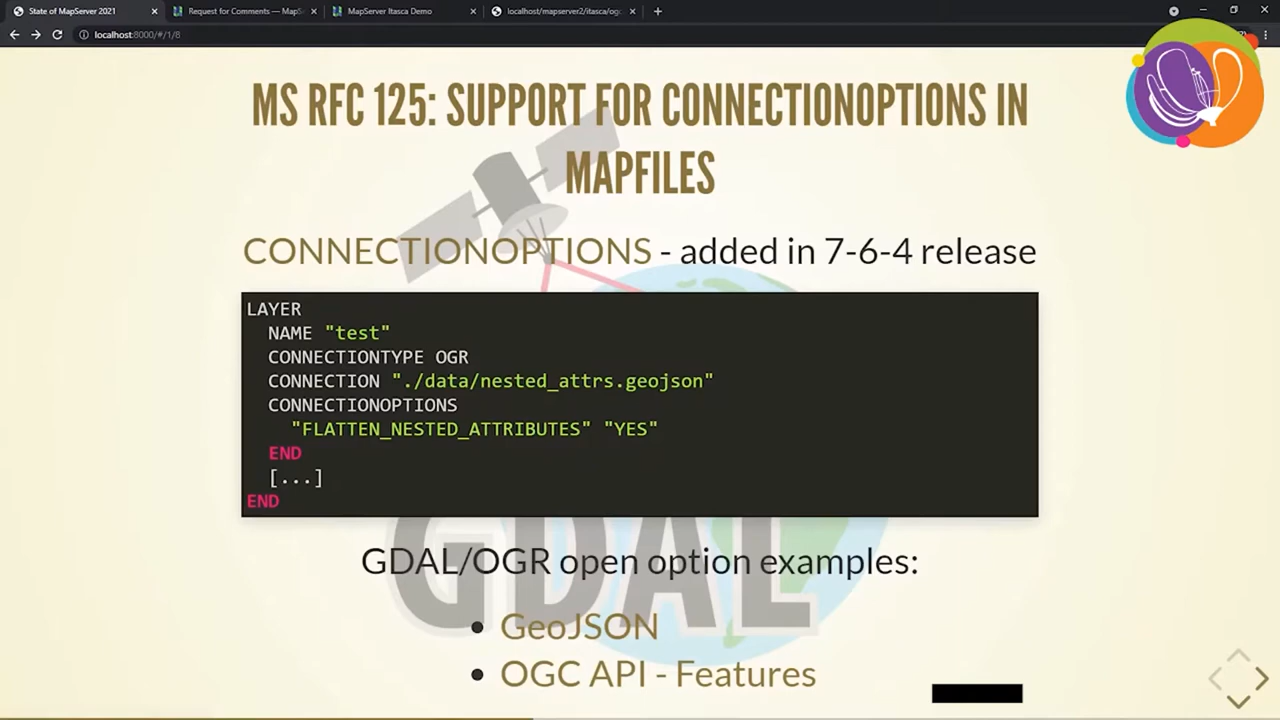 State of MapServer 2021
Request for Comments — MapS
MapServer Itasca Demo
localhost/mapserver2/itasca/ogc
localhost:8000/#/1/8
MS RFC 125: SUPPORT FOR CONNECTIONOPTIONS IN
MAPFILES
CONNECTIONOPTIONS - added in 7-6-4 release
LAYER
NAME "test"
CONNECTIONTYPE OGR
CONNECTION "./data/nested_attrs.geojson"
CONNECTIONOPTIONS
"FLATTEN_NESTED_ATTRIBUTES" "YES"
END
[...]
END
GDAL
GDAL/OGR open option examples:
GeoJSON
OGC API - Features